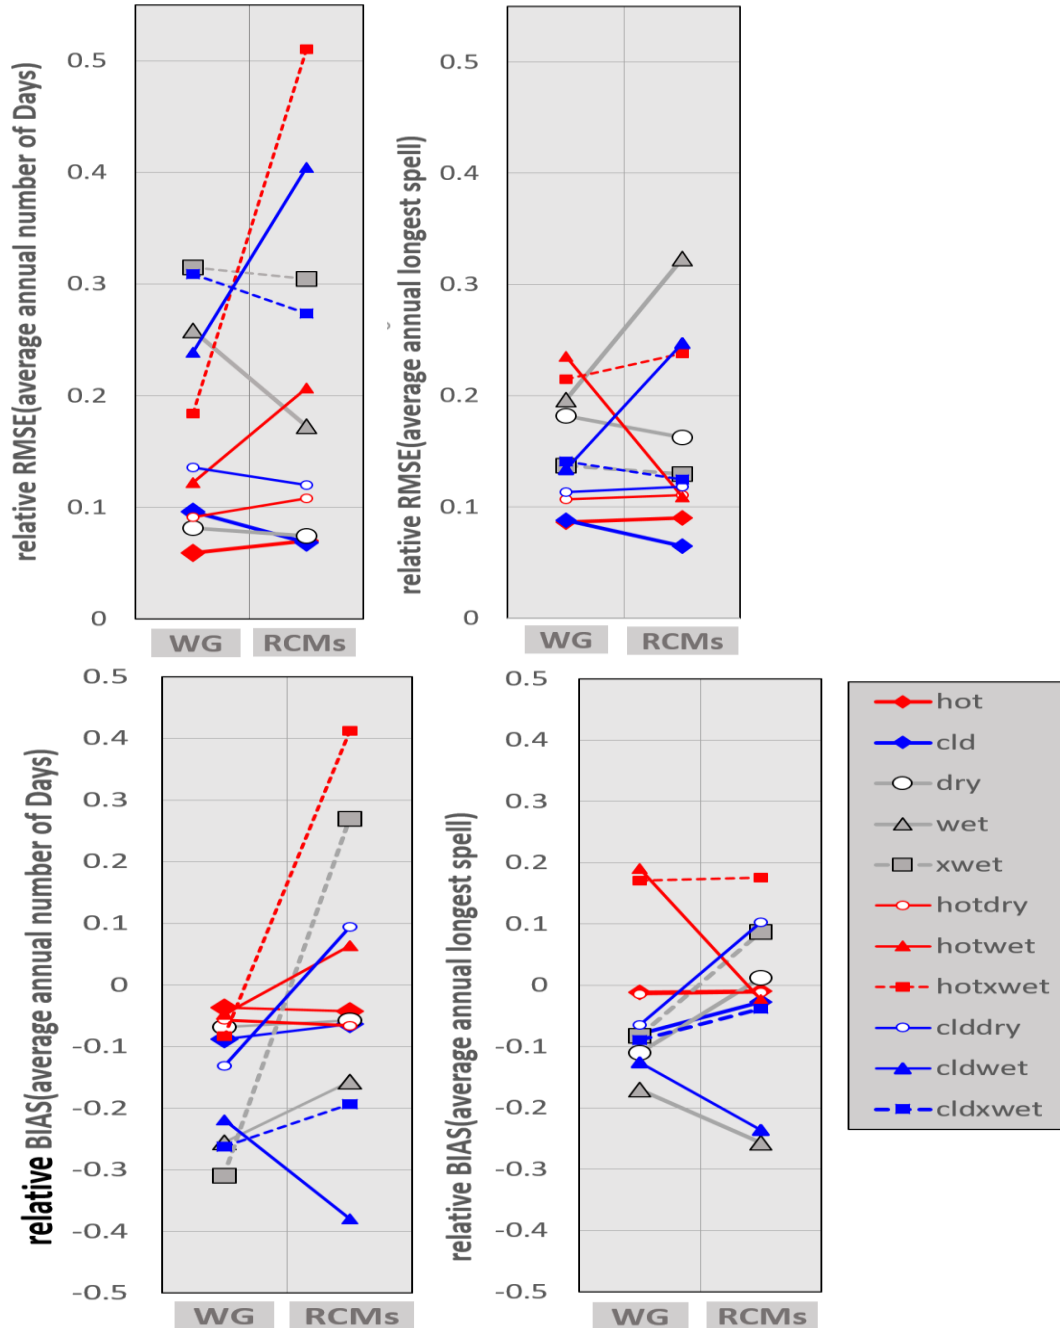 relative RMSE(average annual number of Days)
0.5
0.4
0.3
0.2
0.1
0
WG RCMs
relative RMSE(average annual longest spell)
0.5
0.4
0.3
0.2
0.1
0
WG RCMs
relative BIAS(average annual number of Days)
0.5
0.4
0.3
0.2
0.1
0
-0.1
-0.2
-0.3
-0.4
-0.5
WG RCMs
relative BIAS(average annual longest spell)
0.5
0.4
0.3
0.2
0.1
0
-0.1
-0.2
-0.3
-0.4
-0.5
WG RCMs
hot
cld
dry
wet
xwet
hotdry
hotwet
hotxwet
clddry
cldwet
cldxwet